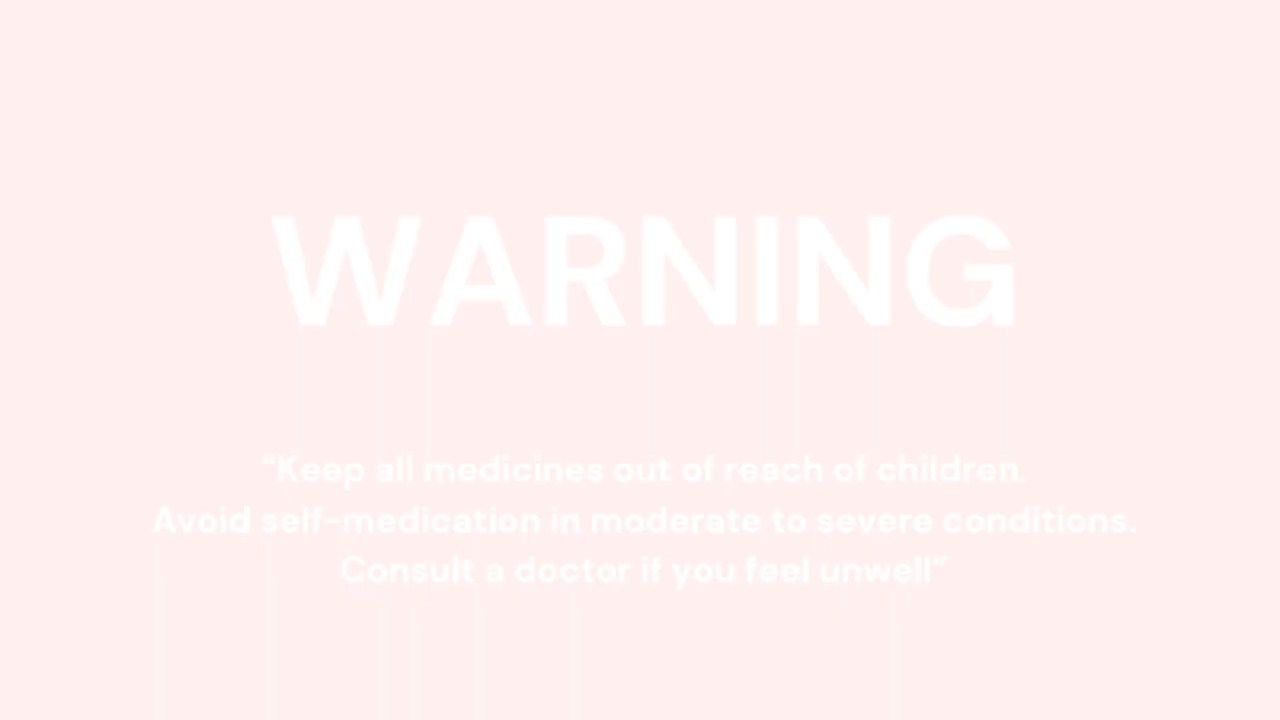 WARNING
“Keep all medicines out of reach of children.
Avoid self-medication in moderate to severe conditions.
Consult a doctor if you feel unwell”